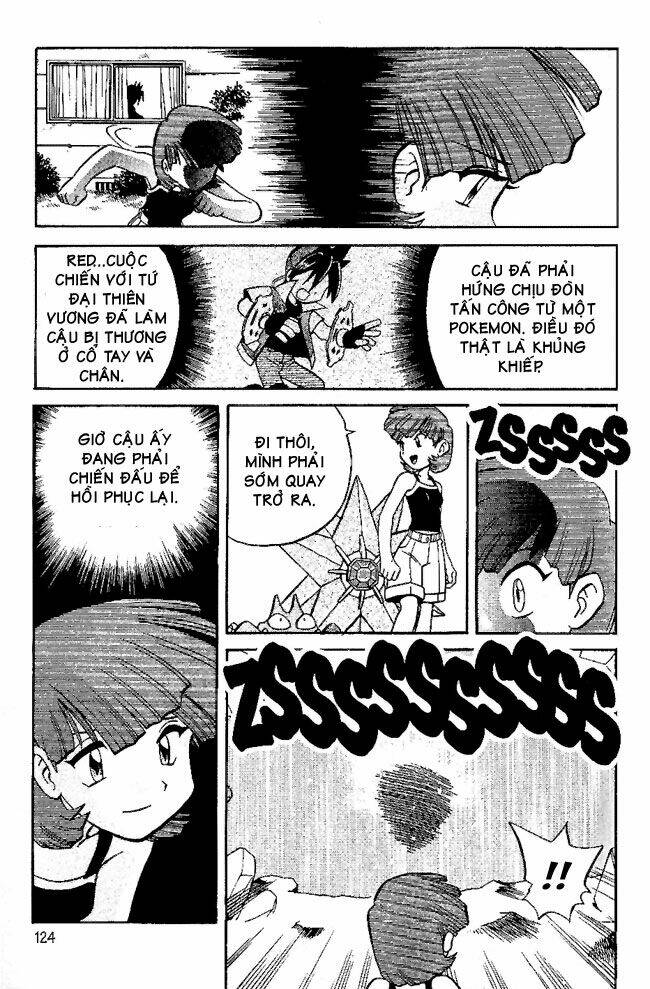 RED...CUỘC
CHIẾN VỚI TỨ
ĐẠI THIÊN
VƯƠNG ĐÃ LÀM
CẬU BỊ THƯƠNG
Ở CỔ TAY VÀ
CHÂN.
CẬU ĐÃ PHẢI
HỨNG CHỊU ĐÒN
TẤN CÔNG TỪ MỘT
POKEMON. ĐIỀU ĐÓ
THẬT LÀ KHỦNG
KHIẾP.
GIỜ CẬU ẤY
ĐANG PHẢI
CHIẾN ĐẤU ĐỂ
HỒI PHỤC LẠI.
ĐI THÔI,
MÌNH PHẢI
SỚM QUAY
TRỞ RA.
ZSSSSS
ZSSSSSSSSSS
!!
124